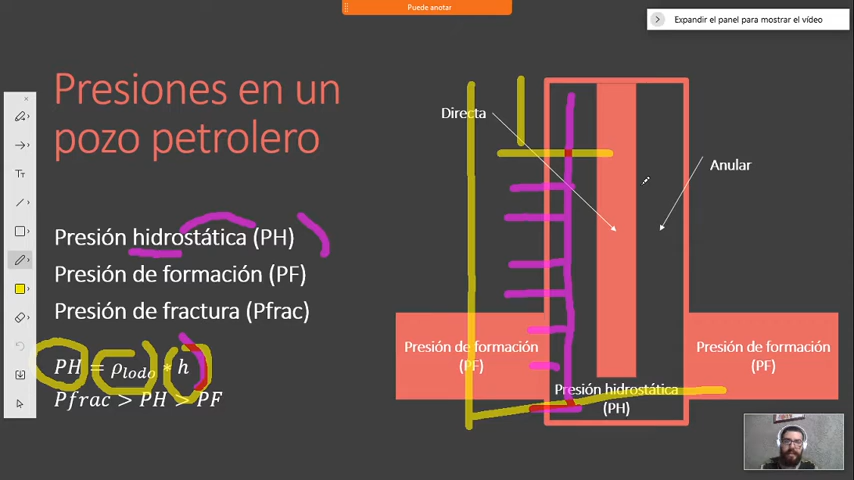 Puede anotar
Expandir el panel para mostrar el vídeo
Presiones en un
pozo petrolero
Presión hidrostática (PH)
Presión de formación (PF)
Presión de fractura (Pfrac)
PH = ρlodo * h
Pfrac > PH > PF
Directa
Anular
Presión de formación
(PF)
Presión hidrostática
(PH)
Presión de formación
(PF)
Tт